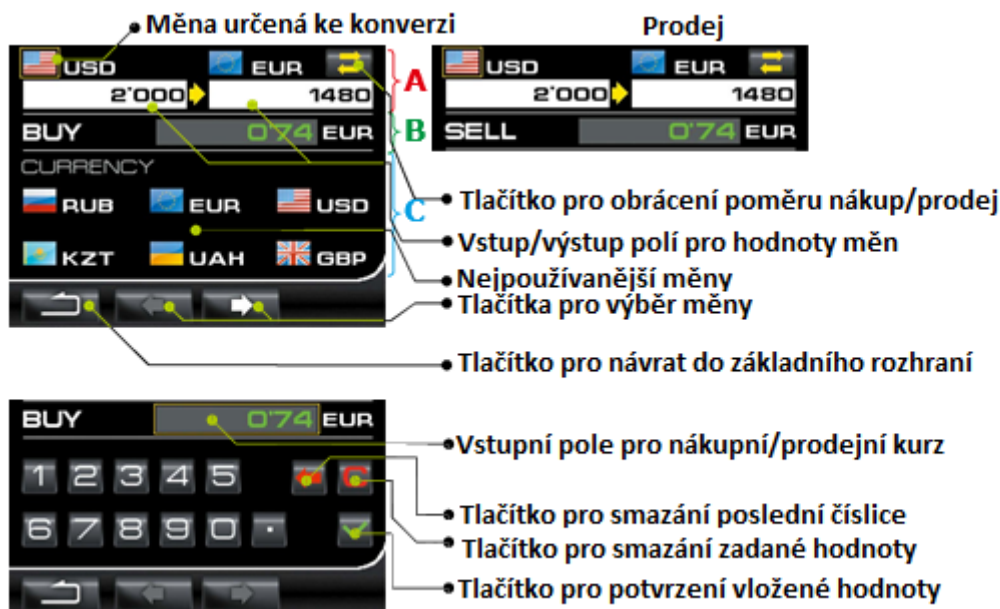 Měna určená ke konverzi
Prodej
USD EUR
2'000 1480
A
BUY 0'74 EUR
B
CURRENCY
RUB EUR USD
C
KZT UAH GBP
USD EUR
2'000 1480
SELL 0'74 EUR
Tlačítko pro obrácení poměru nákup/prodej
Vstup/výstup polí pro hodnoty měn
Nejpoužívanější měny
Tlačítka pro výběr měny
Tlačítko pro návrat do základního rozhraní
BUY 0'74 EUR
1 2 3 4 5 C
6 7 8 9 0 .
Vstupní pole pro nákupní/prodejní kurz
Tlačítko pro smazání poslední číslice
Tlačítko pro smazání zadané hodnoty
Tlačítko pro potvrzení vložené hodnoty